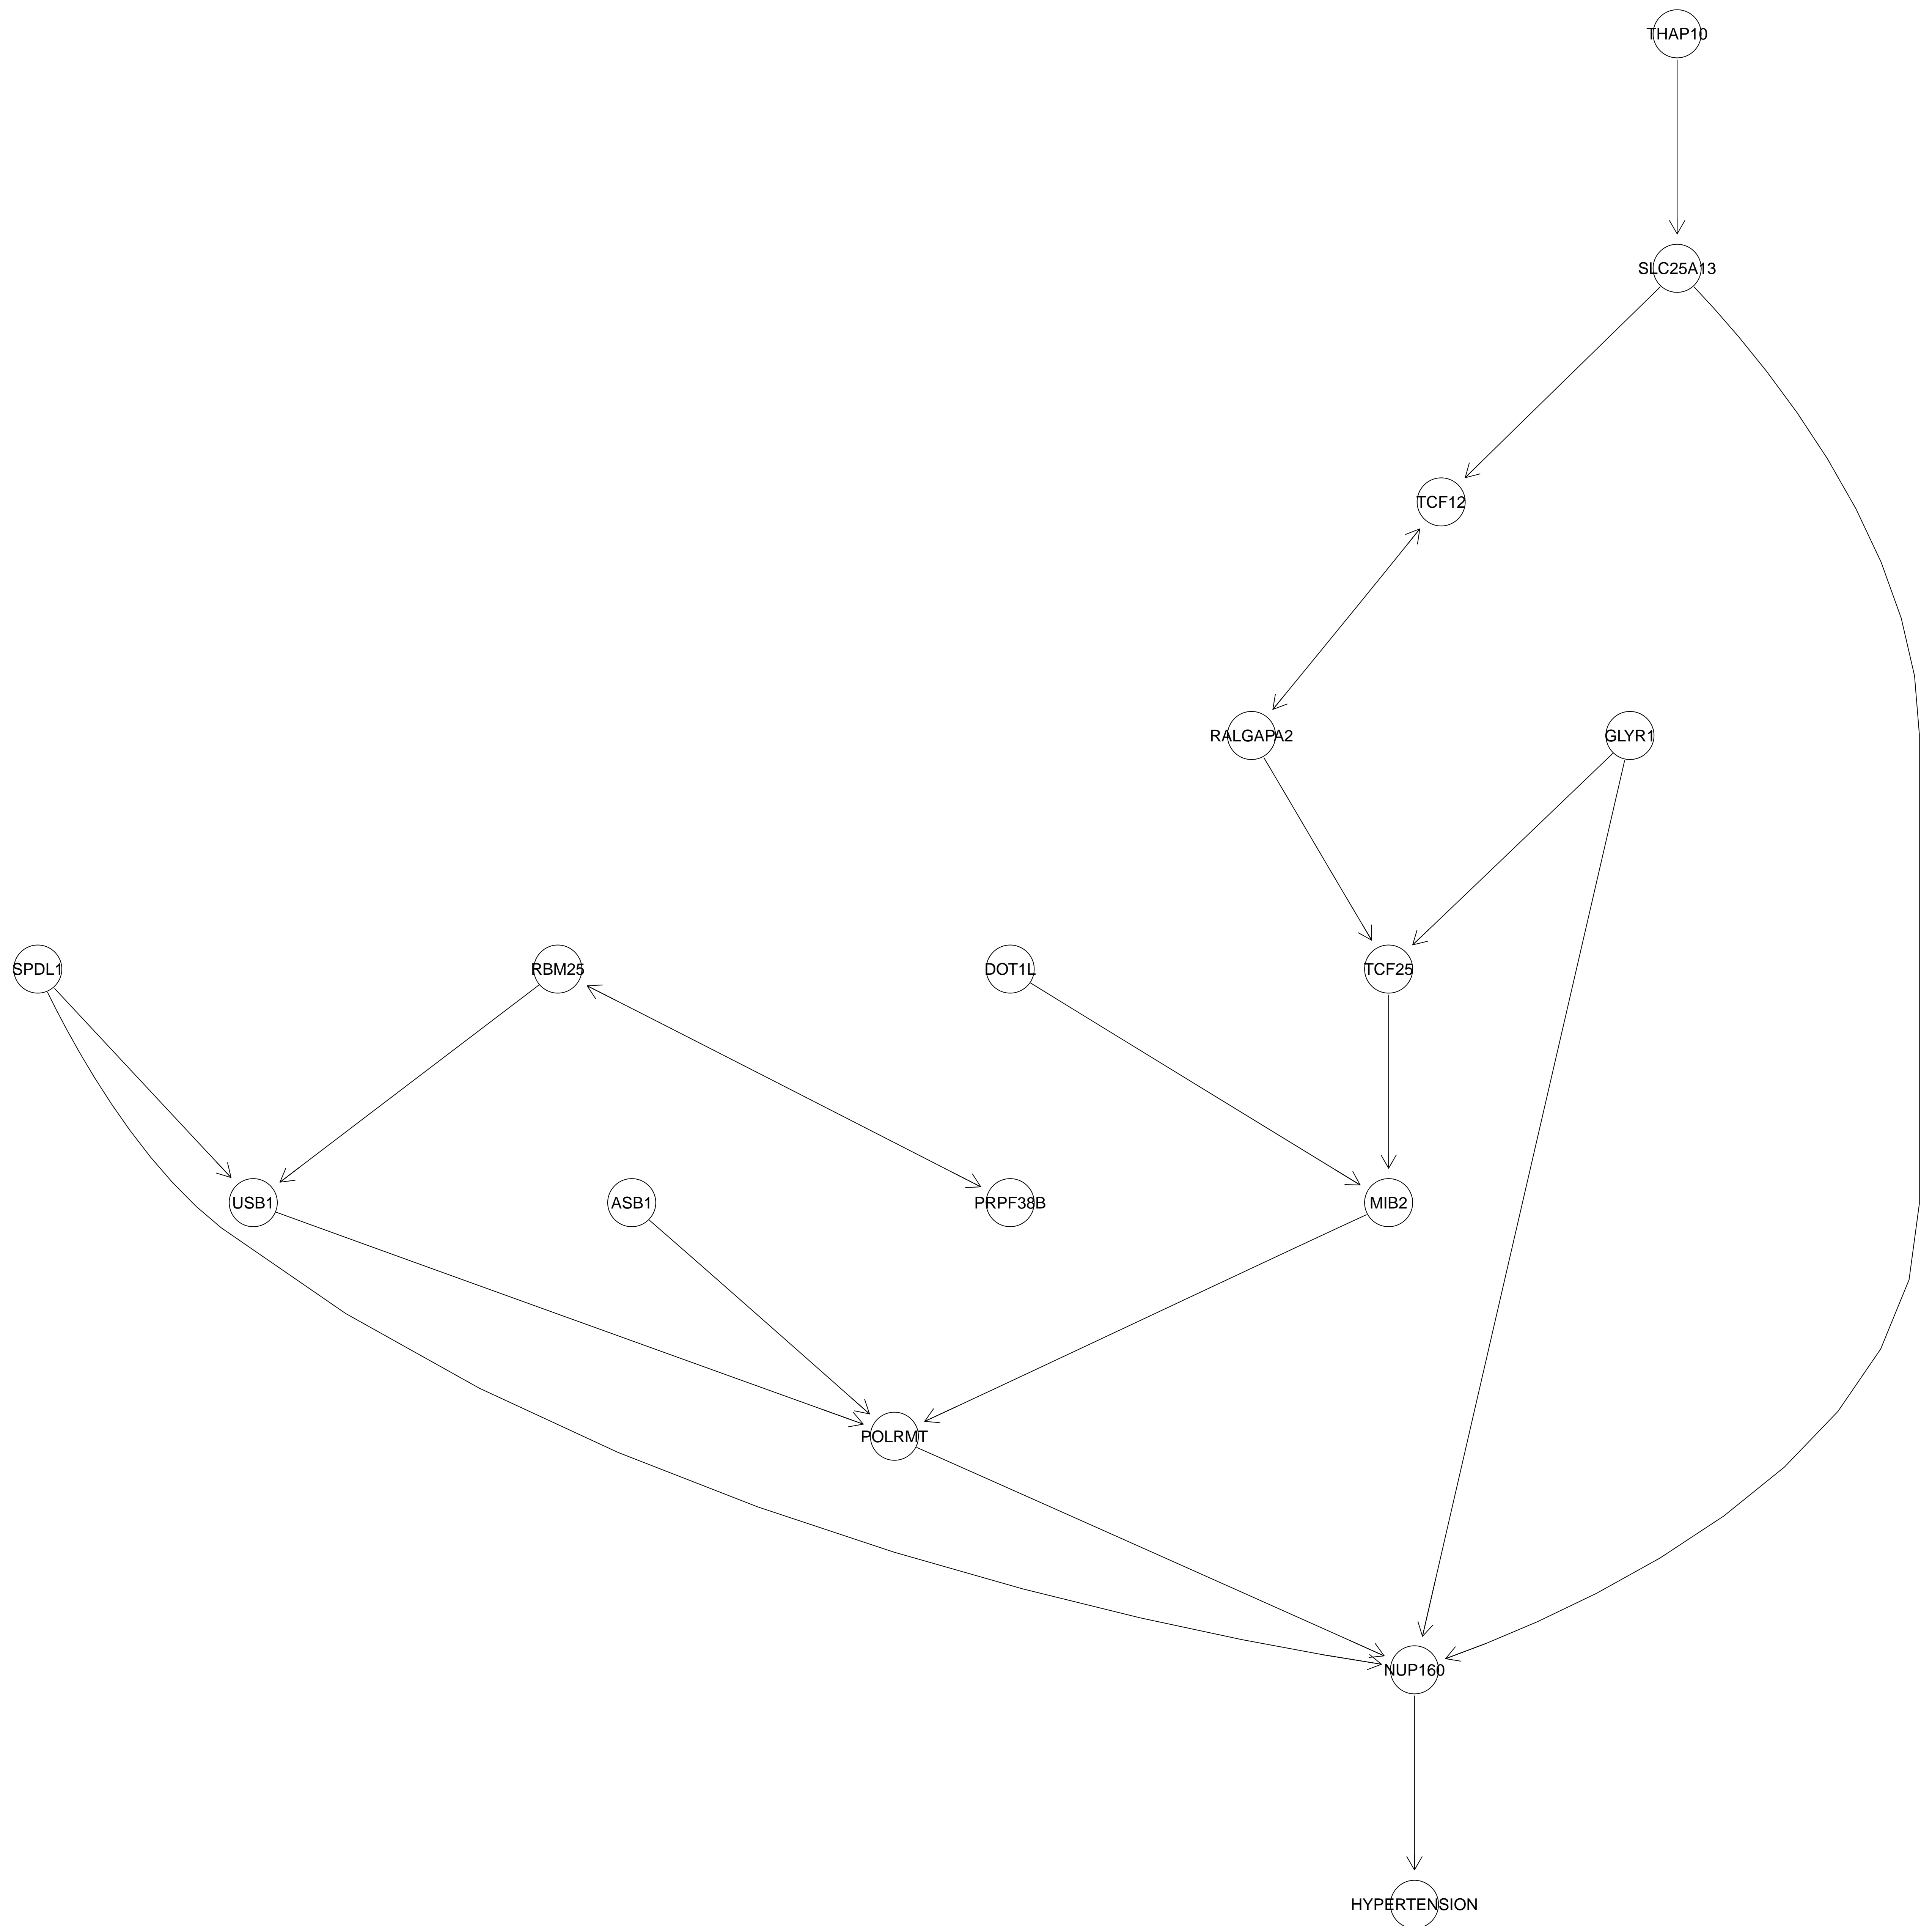 THAP10
SLC25A13
TCF12
RALGAPA2
GLYR1
SPDL1
RBM25
DOT1L
TCF25
USB1
ASB1
PRPF38B
MIB2
POLRMT
NUP160
HYPERTENSION